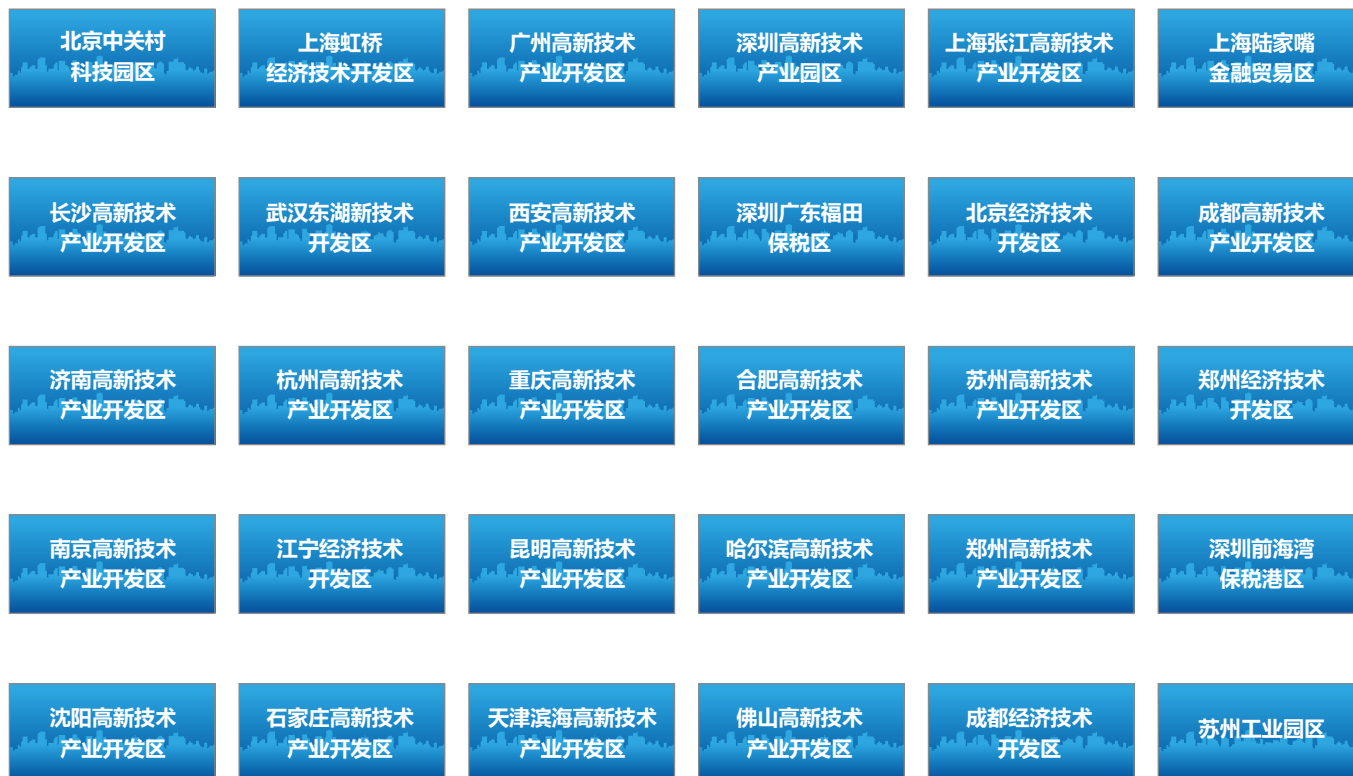 北京中关村
科技园区
上海虹桥
经济技术开发区
广州高新技术
产业开发区
深圳高新技术
产业园区
上海张江高新技术
产业开发区
上海陆家嘴
金融贸易区
长沙高新技术
产业开发区
武汉东湖新技术
开发区
西安高新技术
产业开发区
深圳广东福田
保税区
北京经济技术
开发区
成都高新技术
产业开发区
济南高新技术
产业开发区
杭州高新技术
产业开发区
重庆高新技术
产业开发区
合肥高新技术
产业开发区
苏州高新技术
产业开发区
郑州经济技术
开发区
南京高新技术
产业开发区
江宁经济技术
开发区
昆明高新技术
产业开发区
哈尔滨高新技术
产业开发区
郑州高新技术
产业开发区
深圳前海湾
保税港区
沈阳高新技术
产业开发区
石家庄高新技术
产业开发区
天津滨海高新技术
产业开发区
佛山高新技术
产业开发区
成都经济技术
开发区
苏州工业园区